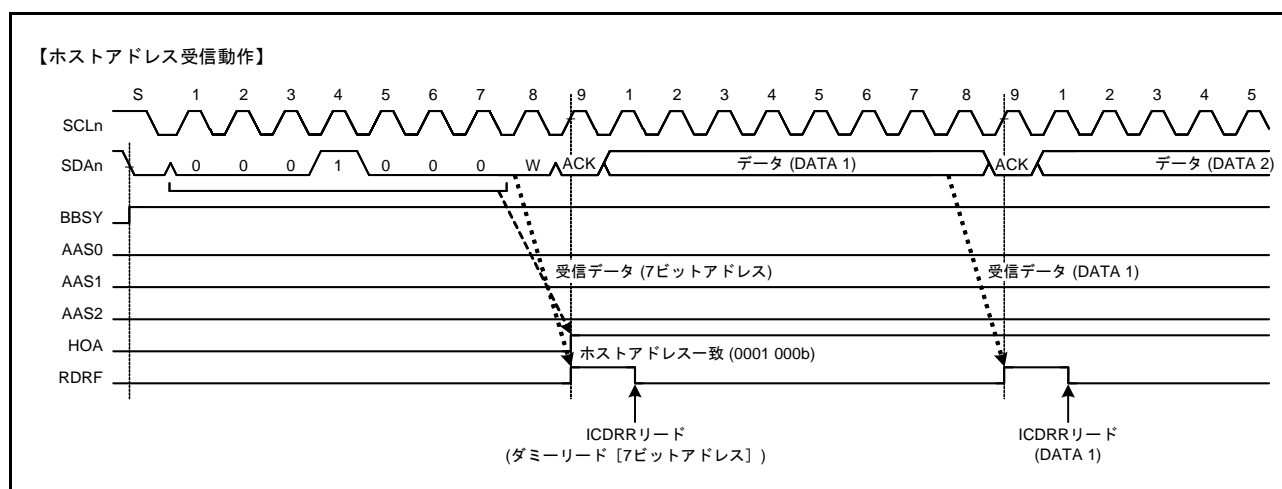 【ホストアドレス受信動作】
S 1 2 3 4 5 6 7 8 9 1 2 3 4 5 6 7 8 9 1 2 3 4 5
SCLn
SDAn 0 0 0 1 0 0 0 W ACK データ (DATA 1) ACK データ (DATA 2)
BBSY
AAS0
受信データ (7ビットアドレス) 受信データ (DATA 1)
AAS1
AAS2
HOA
ホストアドレス一致 (0001 000b)
RDRF
ICDRRリード ICDRRリード
(ダミーリード [7ビットアドレス] ) (DATA 1)